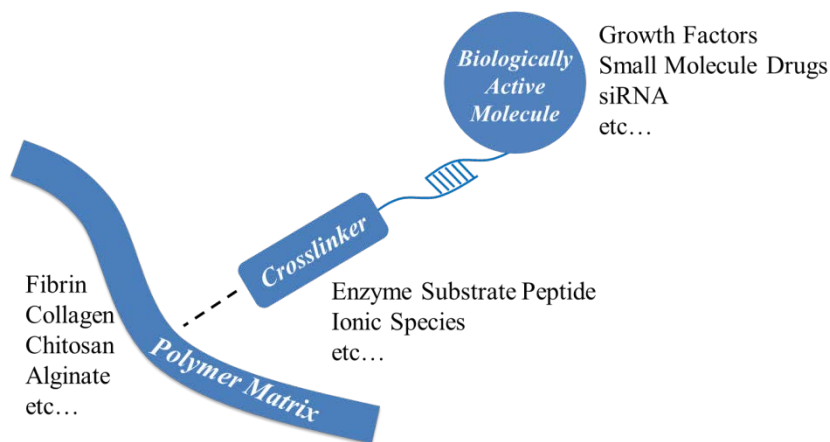 Biologically
Active
Molecule
Growth Factors
Small Molecule Drugs
siRNA
etc…
Crosslinker
Enzyme Substrate Peptide
Ionic Species
etc…
Fibrin
Collagen
Chitosan
Alginate
etc…
Polymer Matrix